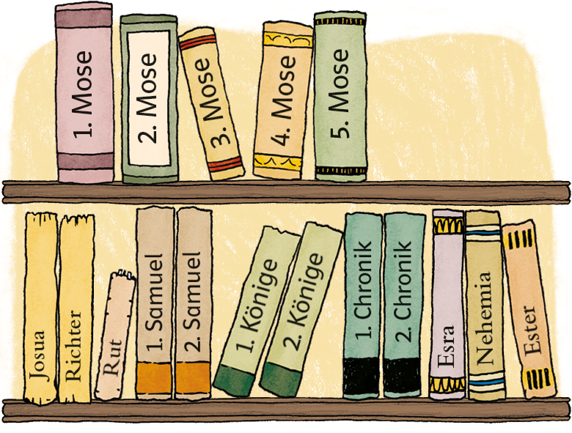 1. Mose
2. Mose
3. Mose
4. Mose
5. Mose
Josua
Richter
Rut
1. Samuel
2. Samuel
1. Könige
2. Könige
1. Chronik
2. Chronik
Esra
Nehemia
Ester